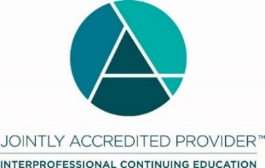 JOINTLY ACCREDITED PROVIDER™
INTERPROFESSIONAL CONTINUING EDUCATION